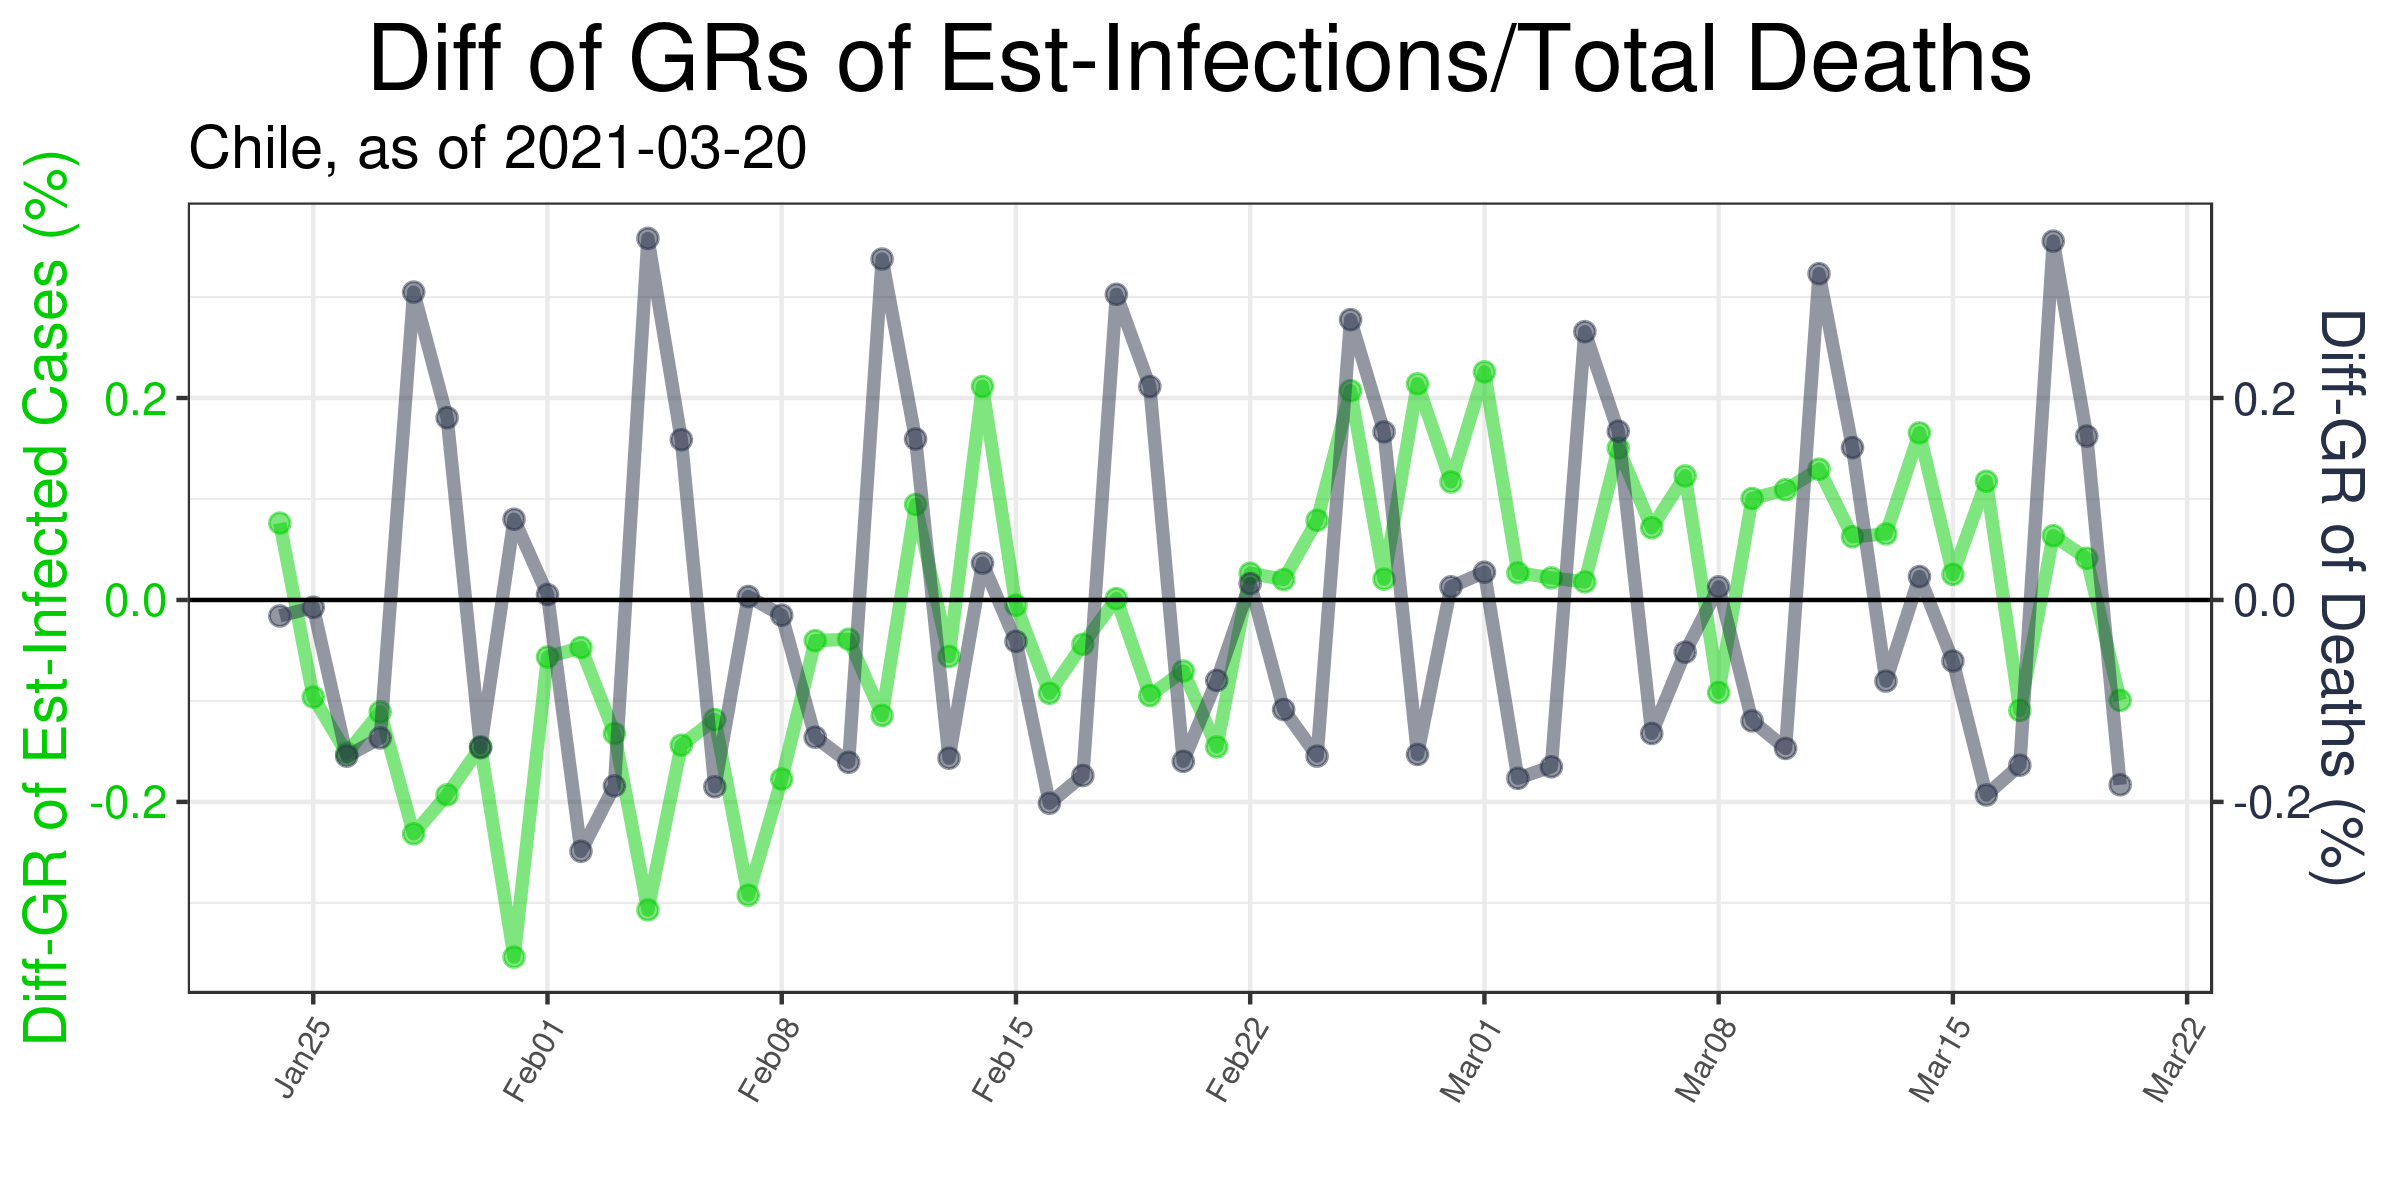 Diff of GRs of Est-Infections/Total Deaths
Chile, as of 2021-03-20
Diff-GR of Est-Infected Cases (%)
0.2
0.0
-0.2
Diff-GR of Deaths (%)
0.2
0.0
-0.2
Jan25
Feb01
Feb08
Feb15
Feb22
Mar01
Mar08
Mar15
Mar22